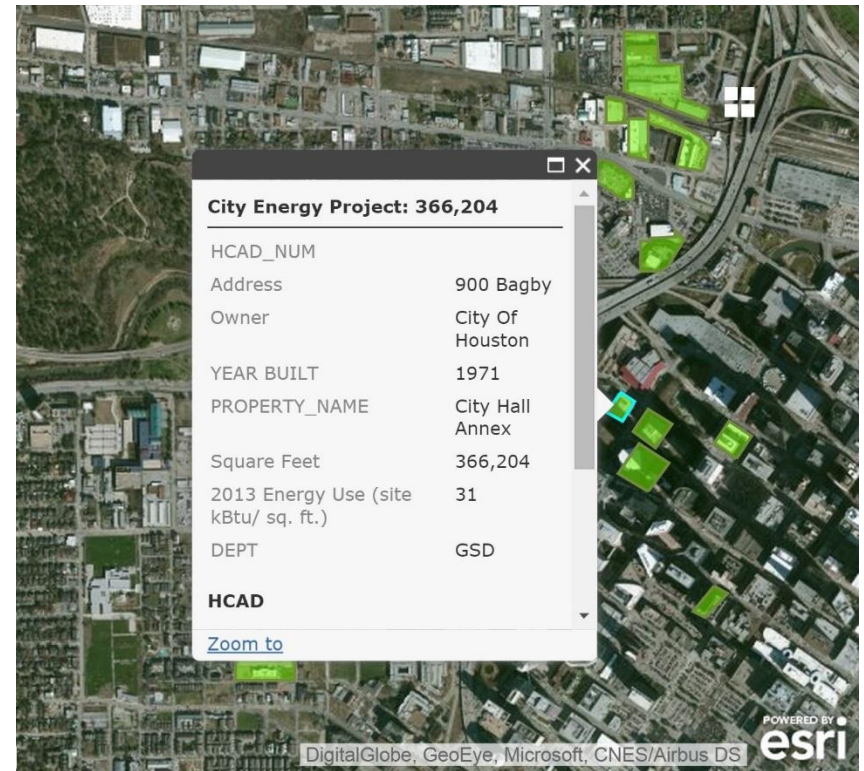 City Energy Project: 366,204
HCAD_NUM
Address 900 Bagby
Owner City Of
Houston
YEAR BUILT 1971
PROPERTY_NAME City Hall
Annex
Square Feet 366,204
2013 Energy Use (site 31
kBtu/ sq. ft.)
DEPT GSD
HCAD
Zoom to
POWERED BY
esri
DigitalGlobe, GeoEye, Microsoft, CNES/Airbus DS